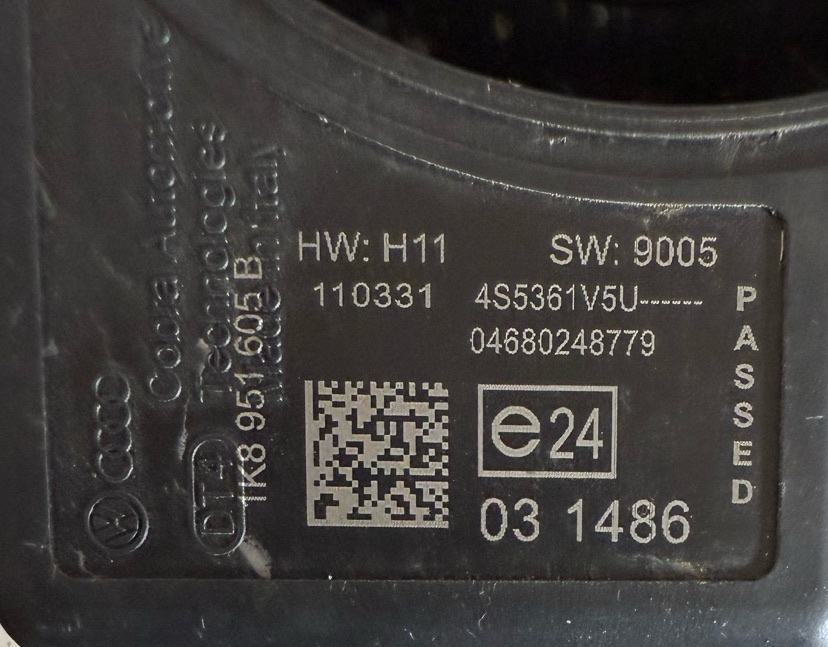 HW: H11 SW: 9005
110331 4S5361V5U------
04680248779
PASSED
e24
03 1486
1K8 951 605 B
Cobra Automotive
Technologies
Made in Italy
DT4